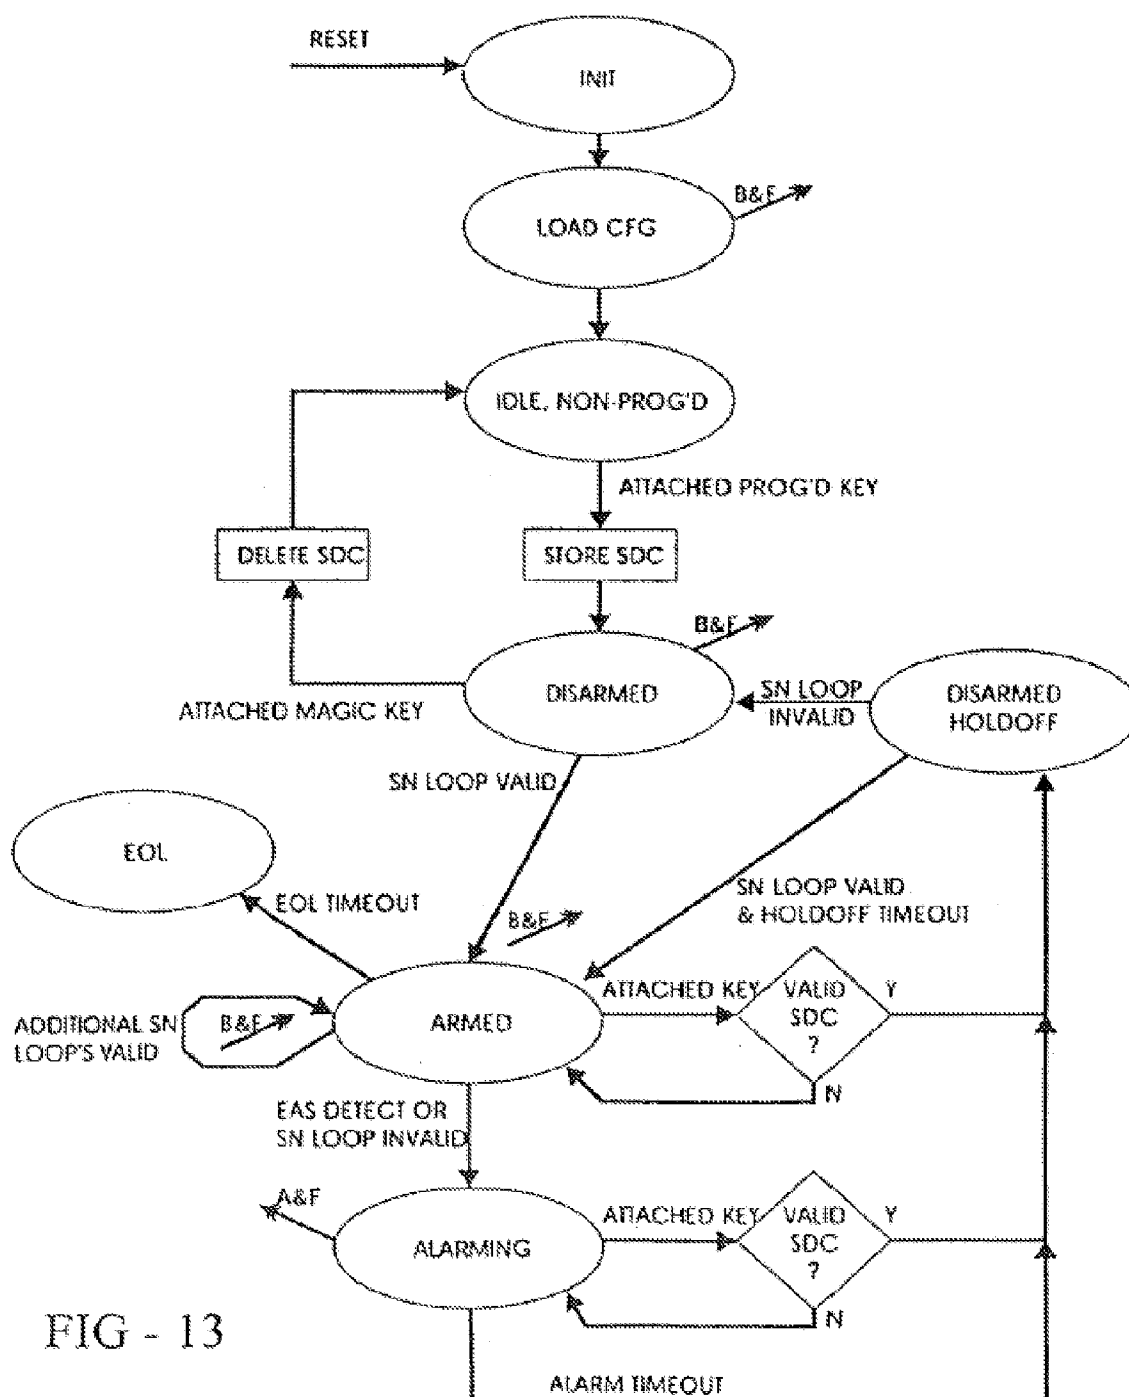 RESET
INIT
B&F
LOAD CFG
IDLE, NON-PROG'D
ATTACHED PROG'D KEY
DELETE SDC
STORE SDC
B&F
DISARMED
SN LOOP
INVALID
DISARMED
HOLDOFF
ATTACHED MAGIC KEY
SN LOOP VALID
EOL
EOL TIMEOUT
SN LOOP VALID
& HOLDOFF TIMEOUT
B&F
ATTACHED KEY
VALID
SDC
?
Y
N
ARMED
ADDITIONAL SN
LOOP'S VALID
B&F
EAS DETECT OR
SN LOOP INVALID
A&F
ALARMING
ATTACHED KEY
VALID
SDC
?
Y
N
FIG - 13
ALARM TIMEOUT